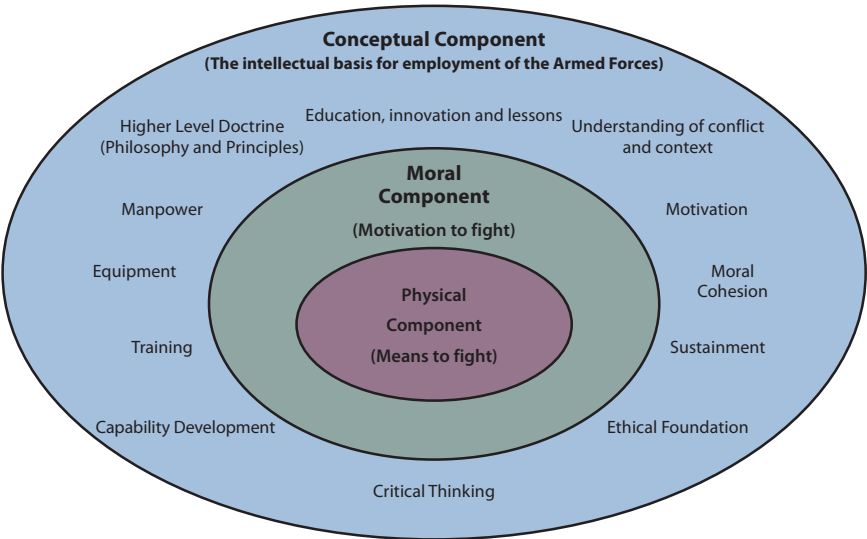 Conceptual Component
(The intellectual basis for employment of the Armed Forces)
Education, innovation and lessons
Higher Level Doctrine
(Philosophy and Principles)
Understanding of conflict
and context
Moral
Component
(Motivation to fight)
Manpower
Motivation
Equipment
Moral
Cohesion
Physical
Component
(Means to fight)
Training
Sustainment
Capability Development
Ethical Foundation
Critical Thinking